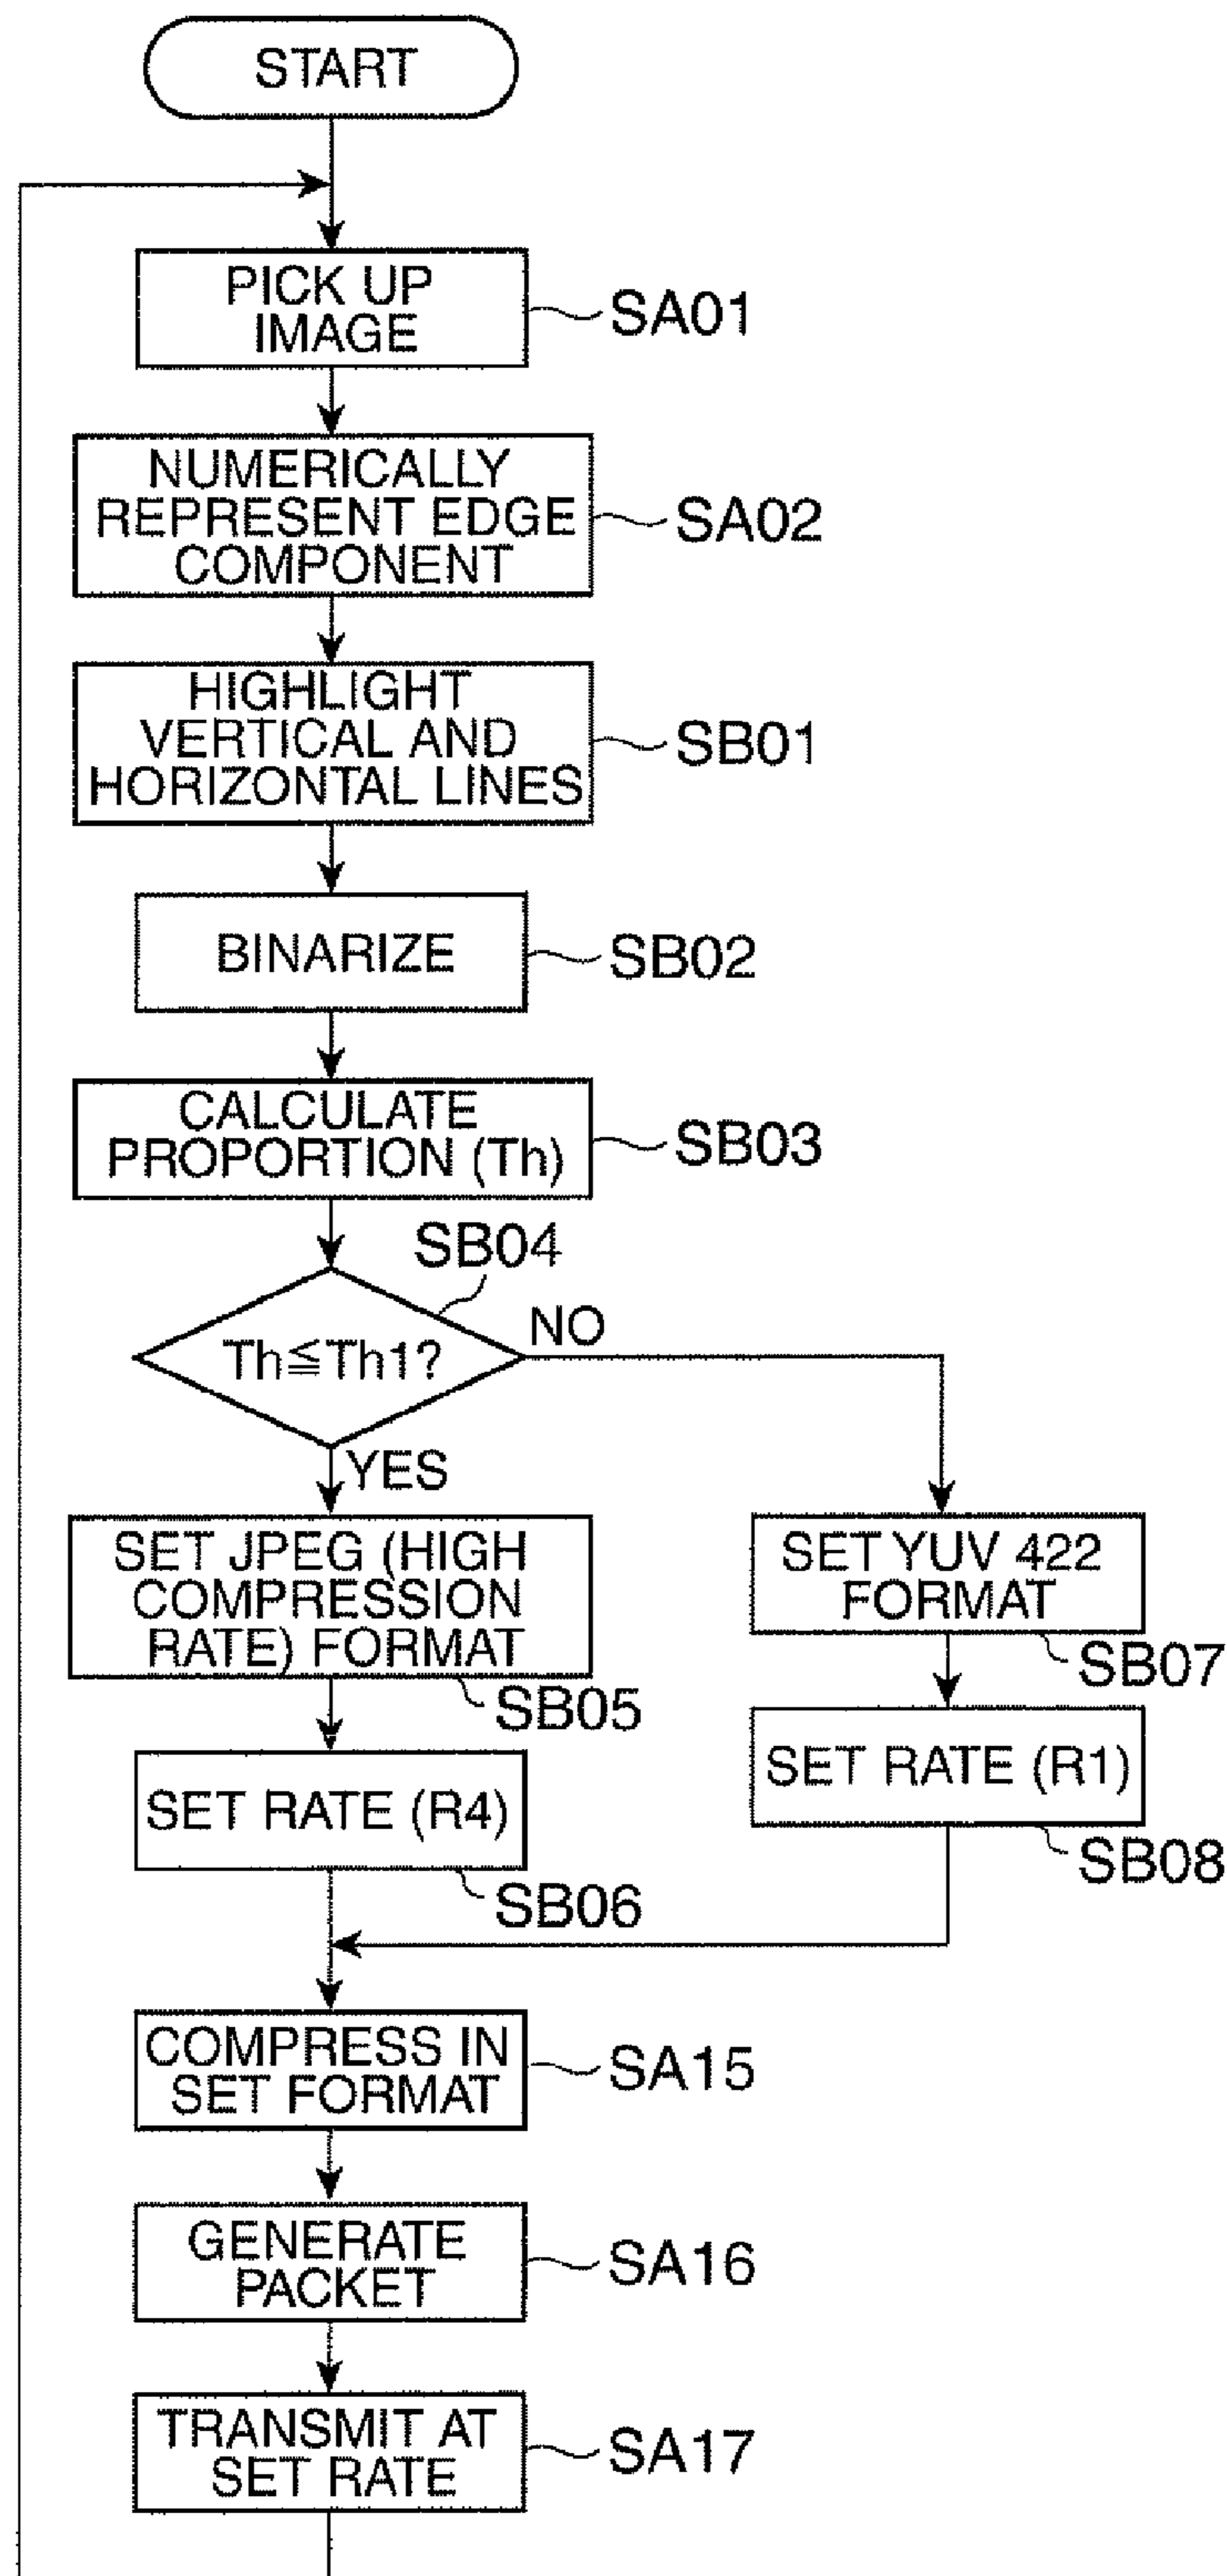 START
PICK UP
IMAGE
SA01
NUMERICALLY
REPRESENT EDGE
COMPONENT
SA02
HIGHLIGHT
VERTICAL AND
HORIZONTAL LINES
SB01
BINARIZE
SB02
CALCULATE
PROPORTION (Th)
SB03
SB04
Th≦Th1?
NO
YES
SET JPEG (HIGH
COMPRESSION
RATE) FORMAT
SB05
SET YUV 422
FORMAT
SB07
SET RATE (R4)
SB06
SET RATE (R1)
SB08
COMPRESS IN
SET FORMAT
SA15
GENERATE
PACKET
SA16
TRANSMIT AT
SET RATE
SA17